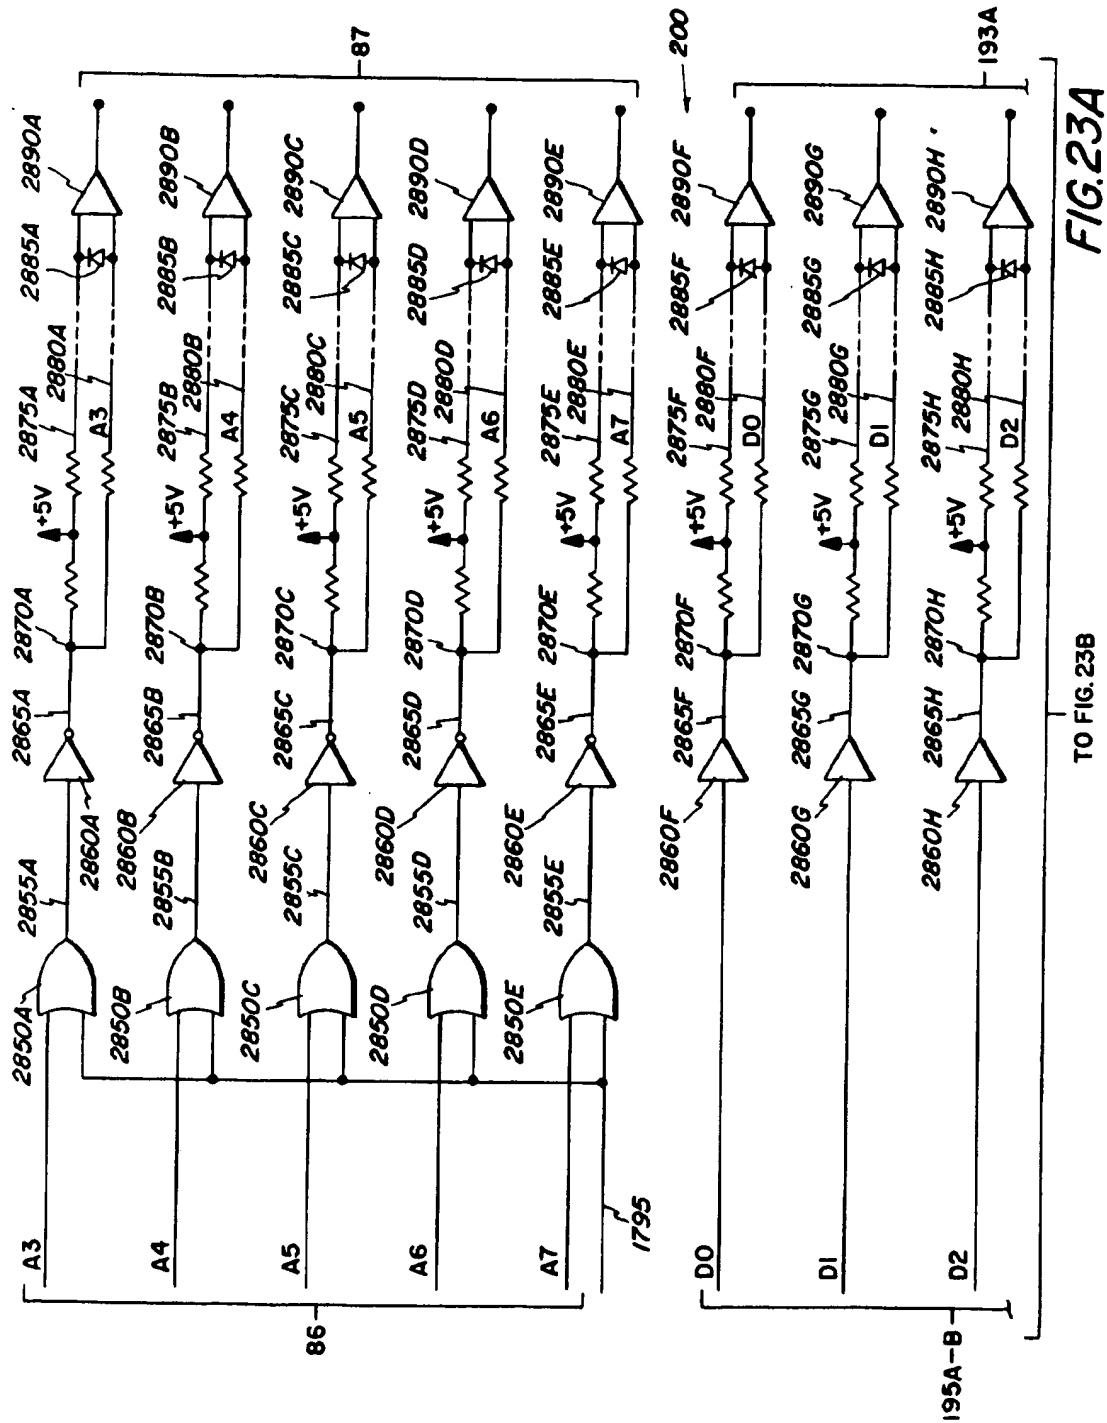 A3
2850A
2855A
2860A
2865A
2870A
+5V
2875A
A3
2880A
2885A
2890A
A4
2850B
2855B
2860B
2865B
2870B
+5V
2875B
A4
2880B
2885B
2890B
86
A5
2850C
2855C
2860C
2865C
2870C
+5V
2875C
A5
2880C
2885C
2890C
87
A6
2850D
2855D
2860D
2865D
2870D
+5V
2875D
A6
2880D
2885D
2890D
A7
2850E
2855E
2860E
2865E
2870E
+5V
2875E
A7
2880E
2885E
2890E
1795
200
D0
2860F
2865F
2870F
+5V
2875F
D0
2880F
2885F
2890F
D1
2860G
2865G
2870G
+5V
2875G
D1
2880G
2885G
2890G
195A-B
D2
2860H
2865H
2870H
+5V
2875H
D2
2880H
2885H
2890H
193A
TO FIG.23B
FIG.23A